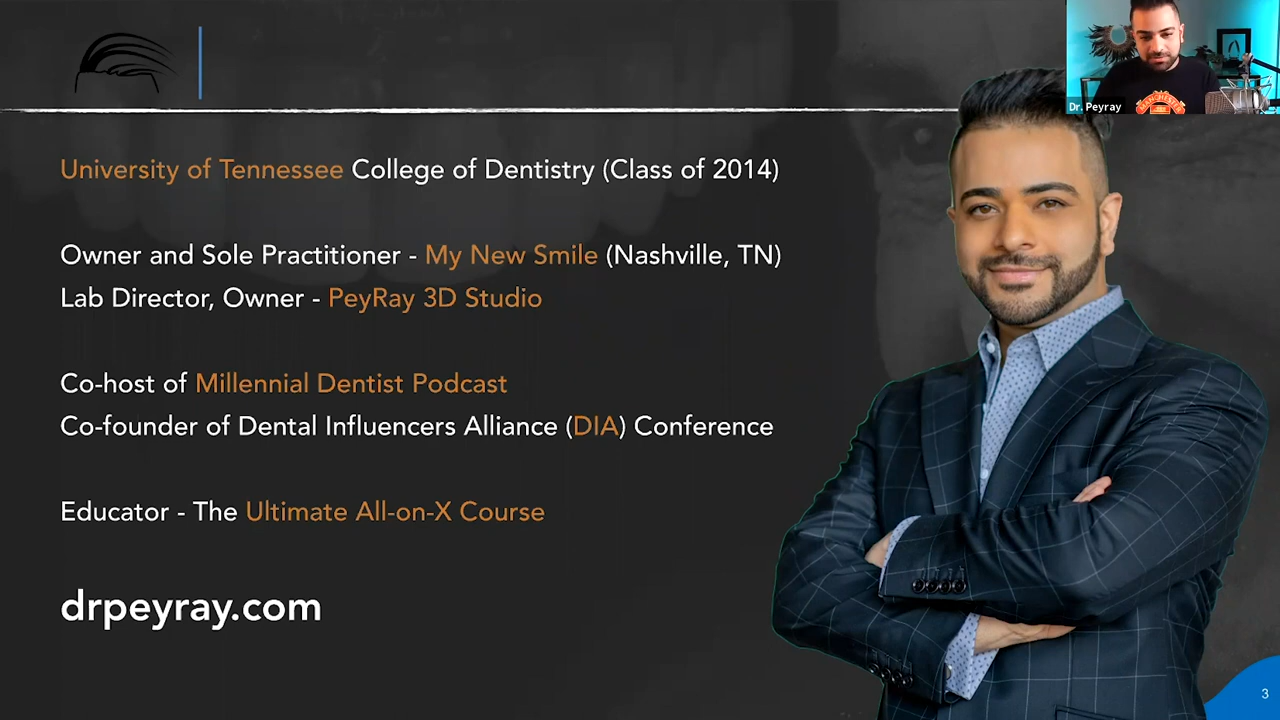 Dr. Peyray
MANCHESTER
University of Tennessee College of Dentistry (Class of 2014)
Owner and Sole Practitioner - My New Smile (Nashville, TN)
Lab Director, Owner - PeyRay 3D Studio
Co-host of Millennial Dentist Podcast
Co-founder of Dental Influencers Alliance (DIA) Conference
Educator - The Ultimate All-on-X Course
drpeyray.com
3